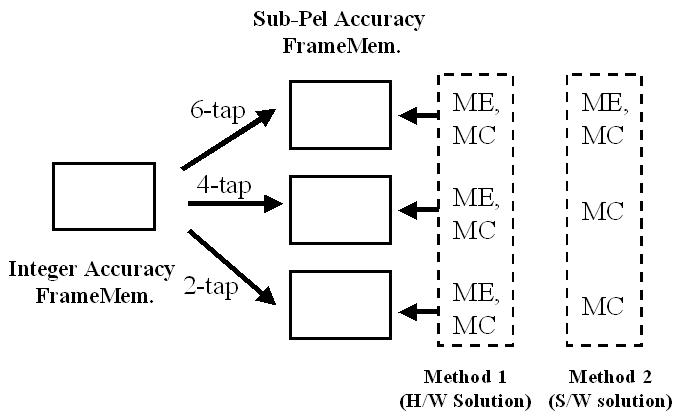 Sub-Pel Accuracy
FrameMem.
6-tap
4-tap
2-tap
Integer Accuracy
FrameMem.
ME,
MC
ME,
MC
ME,
MC
ME,
MC
MC
MC
Method 1
(H/W Solution)
Method 2
(S/W solution)